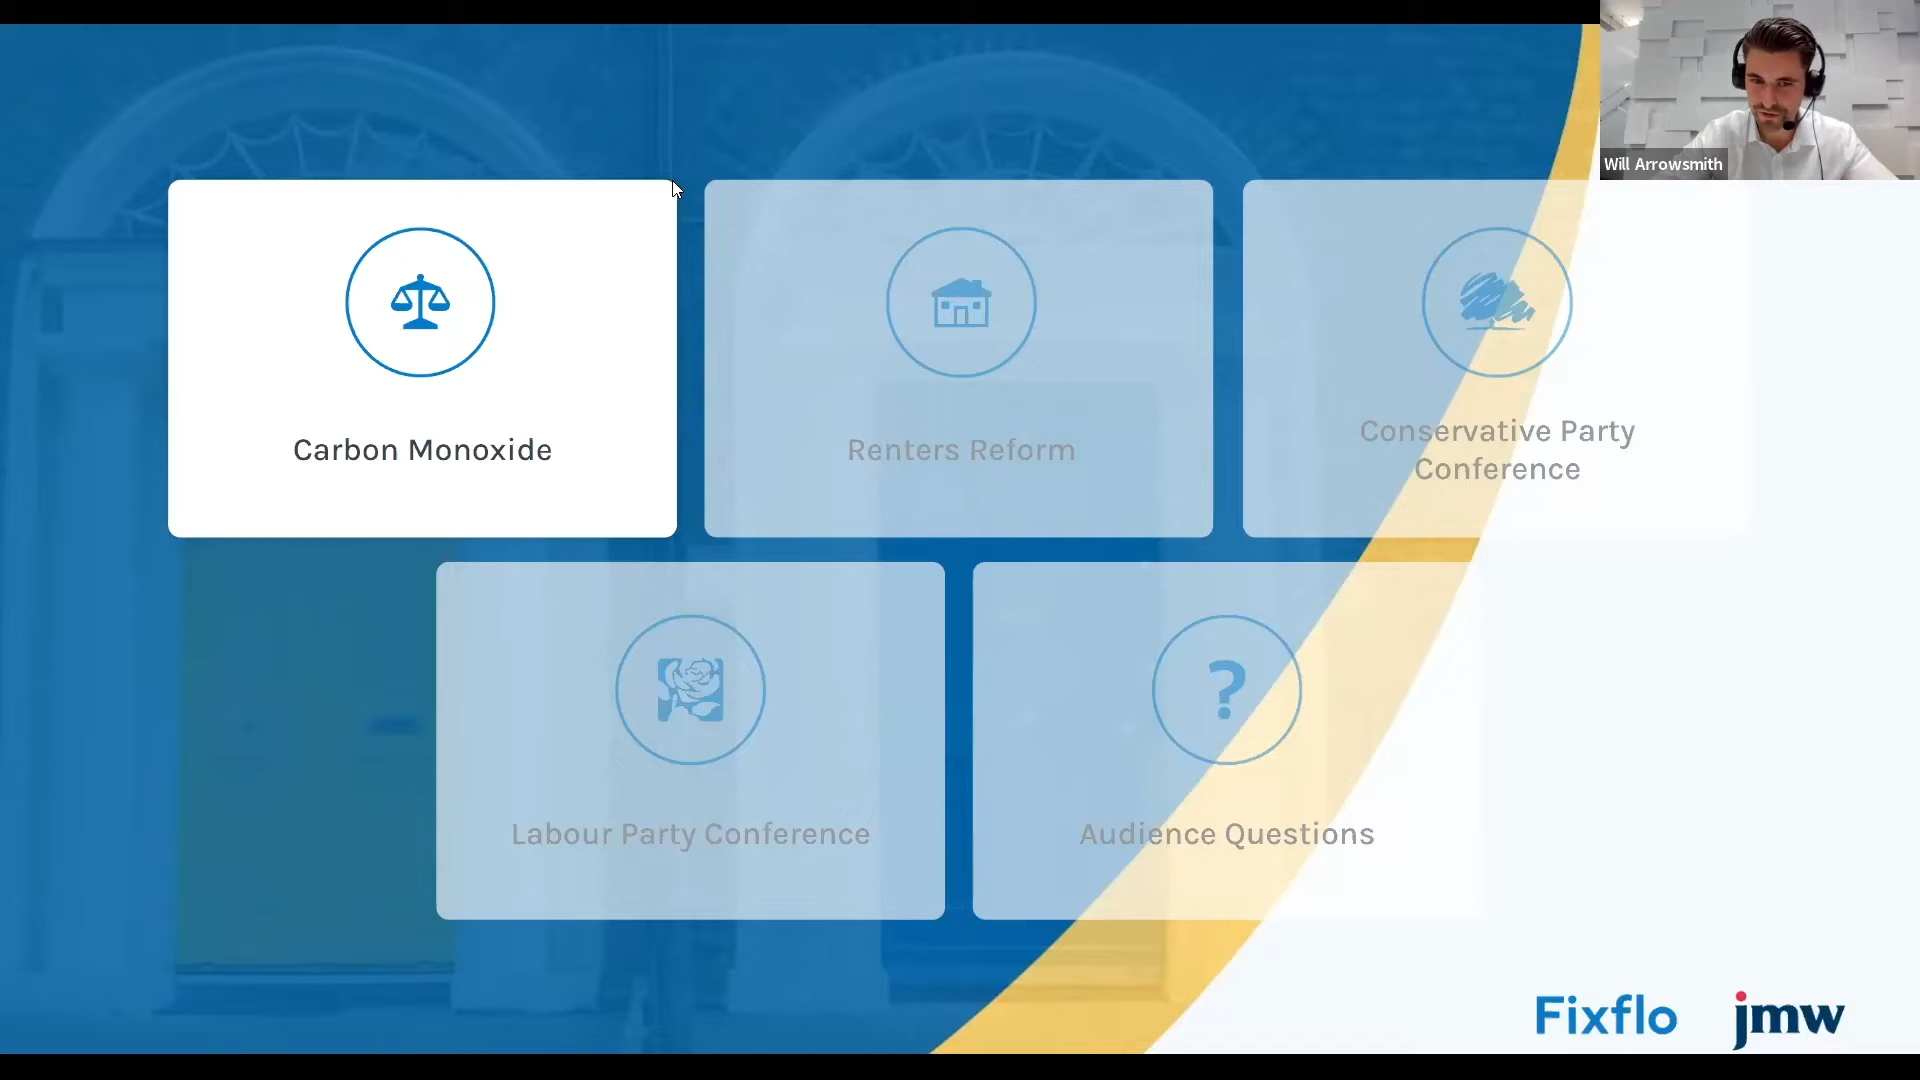 Will Arrowsmith
Carbon Monoxide
Renters Reform
Conservative Party
Conference
Labour Party Conference
?
Audience Questions
Fixflo
jmw